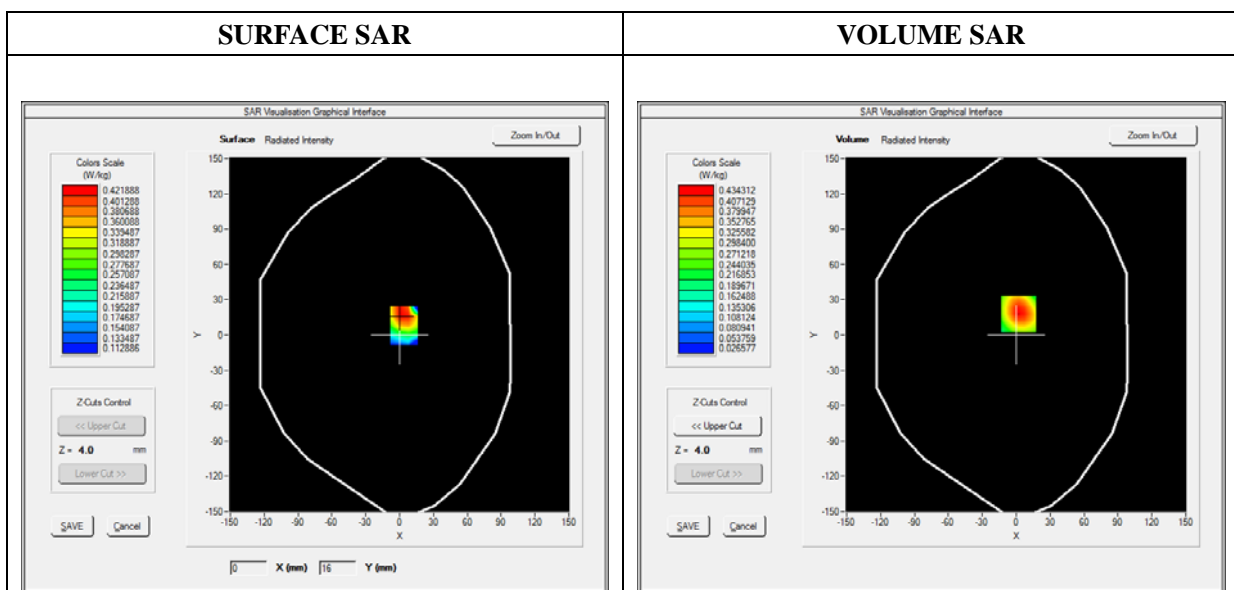 SURFACE SAR
SAR Visualisation Graphical Interface
Surface Radiated Intensity
Zoom In/Out
Colors Scale
(W/kg)
0.421888
0.401288
0.380688
0.360088
0.339487
0.318887
0.298287
0.277687
0.257087
0.236487
0.215887
0.195287
0.174687
0.154087
0.133487
0.112886
Z-Cuts Control
<< Upper Cut
Z = 4.0 mm
Lower Cut >>
SAVE Cancel
150
120
90
60
30
0
-30
-60
-90
-120
-150
Y
-150 -120 -90 -60 -30 0 30 60 90 120 150
X
0 X (mm) 16 Y (mm)
VOLUME SAR
SAR Visualisation Graphical Interface
Volume Radiated Intensity
Zoom In/Out
Colors Scale
(W/kg)
0.434312
0.407129
0.379947
0.352765
0.325582
0.298400
0.271218
0.244035
0.216853
0.189671
0.162488
0.135306
0.108124
0.080941
0.053759
0.026577
Z-Cuts Control
<< Upper Cut
Z = 4.0 mm
Lower Cut >>
SAVE Cancel
150
120
90
60
30
0
-30
-60
-90
-120
-150
Y
-150 -120 -90 -60 -30 0 30 60 90 120 150
X